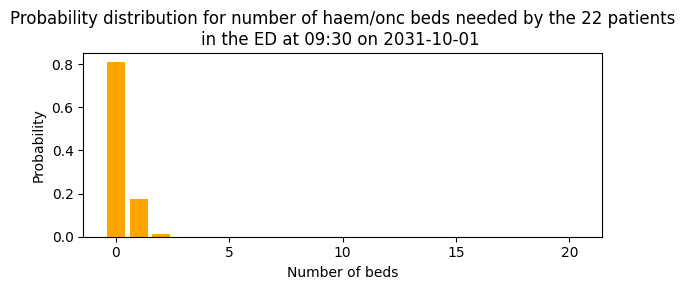 Probability distribution for number of haem/onc beds needed by the 22 patients
in the ED at 09:30 on 2031-10-01
0.8
0.6
0.4
0.2
0.0
Probability
0 5 10 15 20
Number of beds